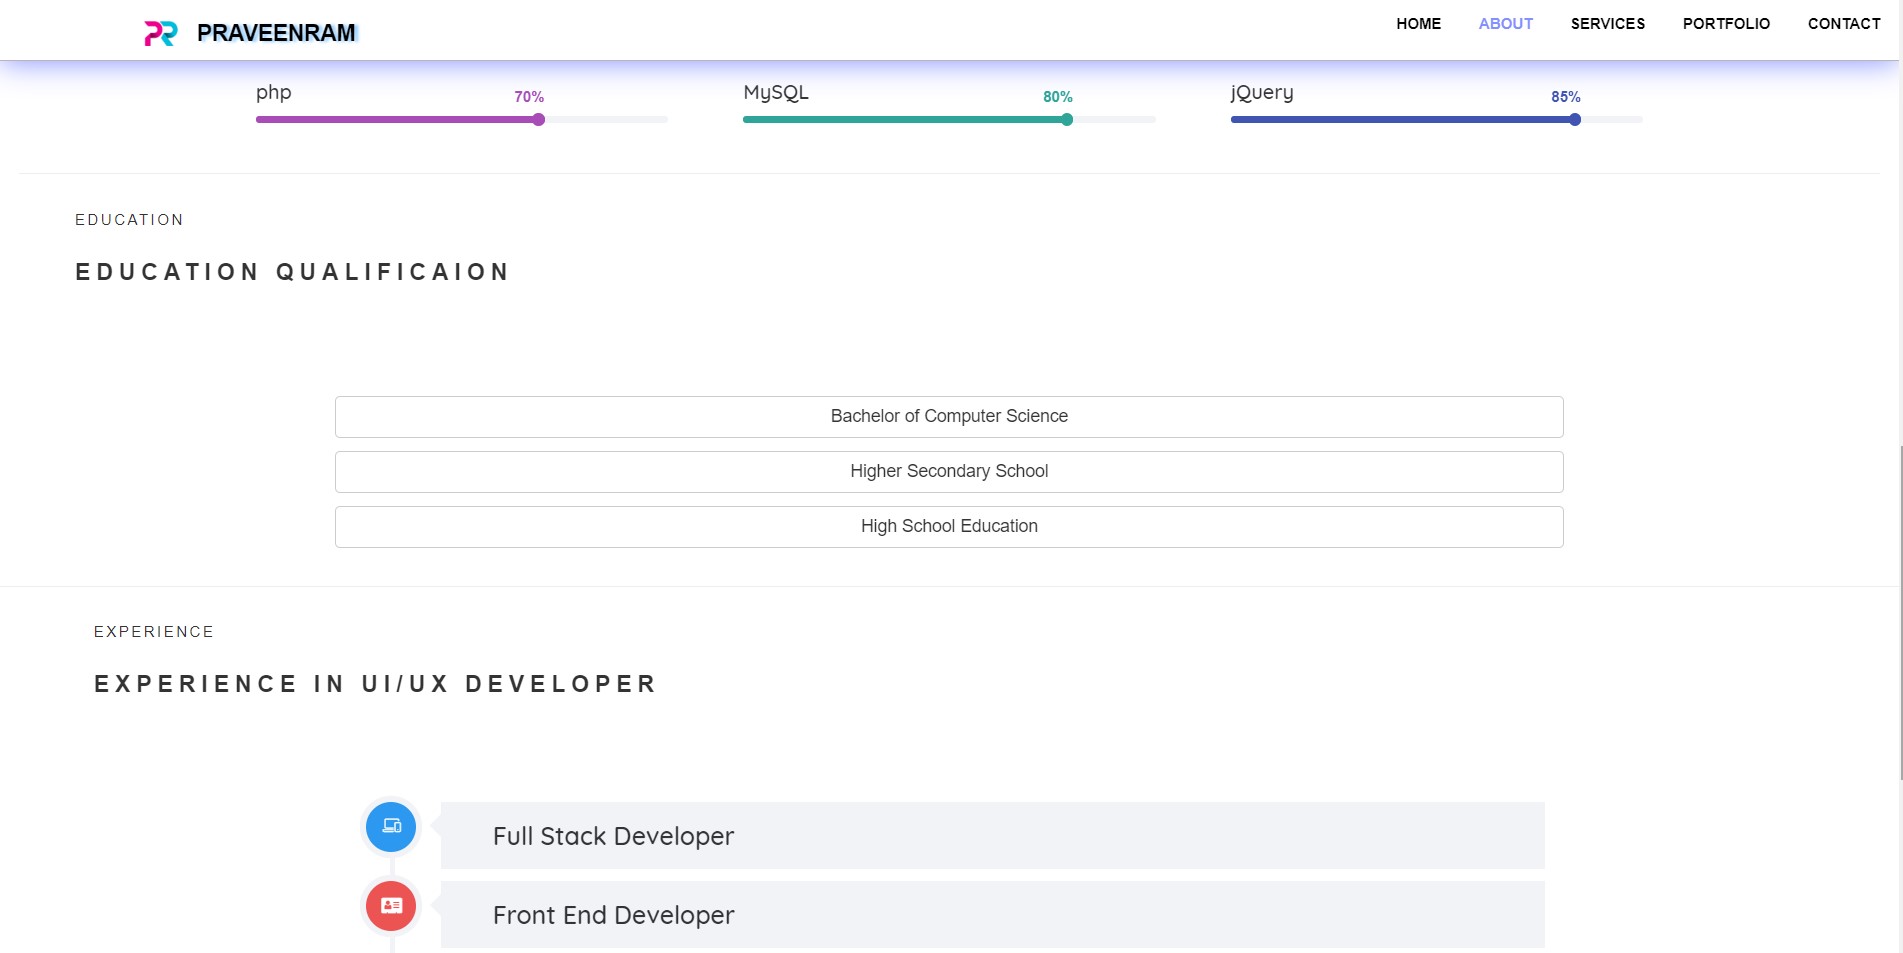 PR PRAVEENRAM HOME ABOUT SERVICES PORTFOLIO CONTACT
php 70% MySQL 80% jQuery 85%
EDUCATION
EDUCATION QUALIFICAION
Bachelor of Computer Science
Higher Secondary School
High School Education
EXPERIENCE
EXPERIENCE IN UI/UX DEVELOPER
Full Stack Developer
Front End Developer